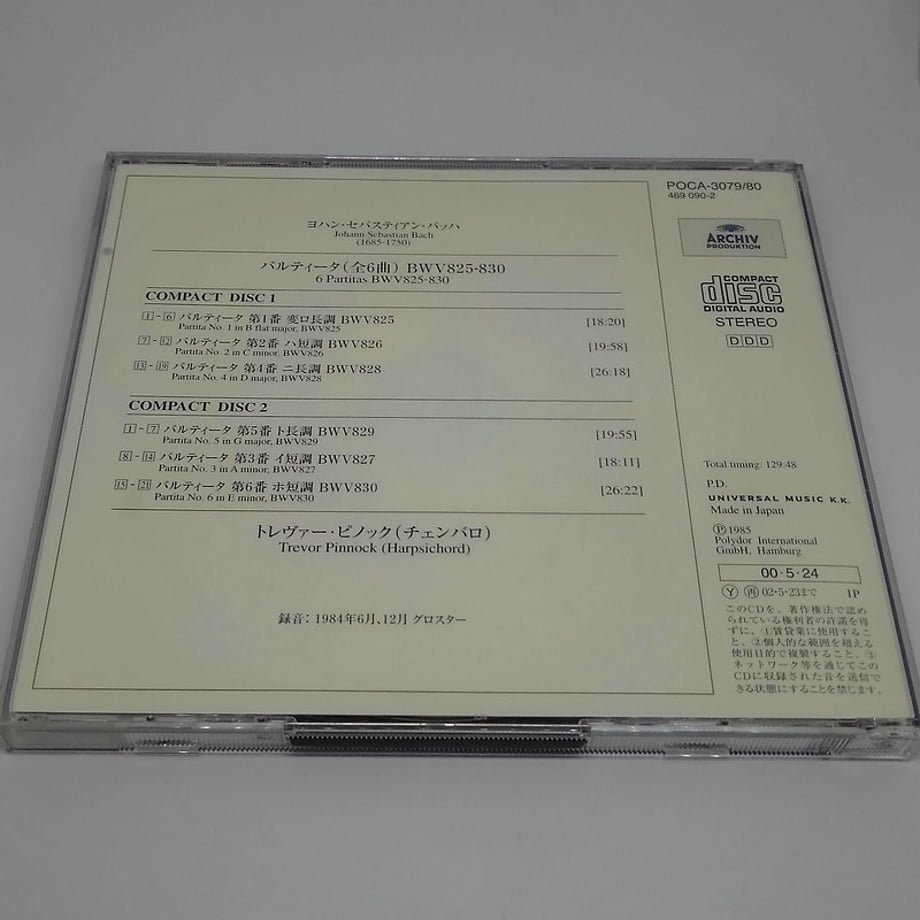 ヨハン・セバスティアン・バッハ
Johann Sebastian Bach
(1685-1750)
パルティータ(全6曲) BWV825-830
6 Partitas BWV825-830
COMPACT DISC 1
1-6 パルティータ 第1番 変ロ長調 BWV825 [18:20]
Partita No. 1 in B flat major, BWV825
7-12 パルティータ 第2番 ハ短調 BWV826 [19:58]
Partita No. 2 in C minor, BWV826
13-19 パルティータ 第4番 ニ長調 BWV828 [26:18]
Partita No. 4 in D major, BWV828
COMPACT DISC 2
1-7 パルティータ 第5番 ト長調 BWV829 [19:55]
Partita No. 5 in G major, BWV829
8-14 パルティータ 第3番 イ短調 BWV827 [18:11]
Partita No. 3 in A minor, BWV827
15-21 パルティータ 第6番 ホ短調 BWV830 [26:22]
Partita No. 6 in E minor, BWV830
トレヴァー・ピノック(チェンバロ)
Trevor Pinnock (Harpsichord)
録音: 1984年6月、12月 グロスター
POCA-3079/80
469 090-2
ARCHIV
PRODUKTION
COMPACT
disc
DIGITAL AUDIO
STEREO
DDD
Total timing: 129:48
P.D.
UNIVERSAL MUSIC K.K.
Made in Japan
Ⓟ1985
Polydor International
GmbH, Hamburg
00・5・24
Ⓨ 再 02・5・23まで IP
このCDを、著作権法で認め
られている権利者の許諾を得
ずに、①賃貸業に使用するこ
と、②個人的な範囲を超える
使用目的で複製すること、③
ネットワーク等を通じてこの
CDに収録された音を送信で
きる状態にすることを禁じます。